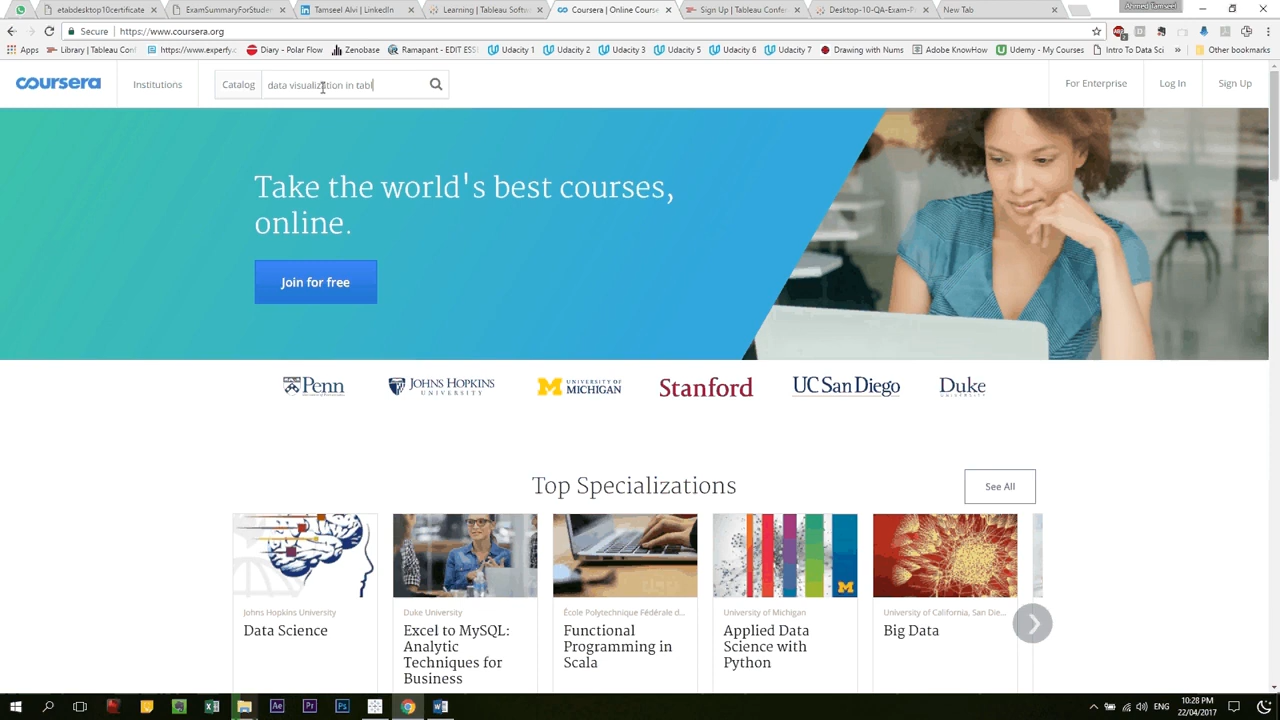 etabdesktop10certificate
ExamSummaryForStuden
Tamseel Alvi | LinkedIn
Learning | Tableau Softw
Coursera | Online Course
Sign Up | Tableau Confer
Desktop-10-QA-Exam-P
New Tab
Ahmed Tamseel
Secure https://www.coursera.org
Apps
Library | Tableau Conf
https://www.experfy.c
Diary - Polar Flow
Zenobase
Rampant - EDIT ESSE
Udacity 1
Udacity 2
Udacity 3
Udacity 5
Udacity 6
Udacity 7
Drawing with Nums
Adobe KnowHow
Udemy - My Courses
Intro To Data Sci
Other bookmarks
coursera
Institutions
Catalog
data visualization in tabl
For Enterprise
Log In
Sign Up
Take the world's best courses,
online.
Join for free
Penn
JOHNS HOPKINS
UNIVERSITY
UNIVERSITY OF
MICHIGAN
Stanford
UC San Diego
Duke
UNIVERSITY
Top Specializations
See All
Johns Hopkins University
Data Science
Duke University
Excel to MySQL:
Analytic
Techniques for
Business
École Polytechnique Fédérale d...
Functional
Programming in
Scala
University of Michigan
Applied Data
Science with
Python
University of California, San Die...
Big Data
ENG
10:28 PM
22/04/2017